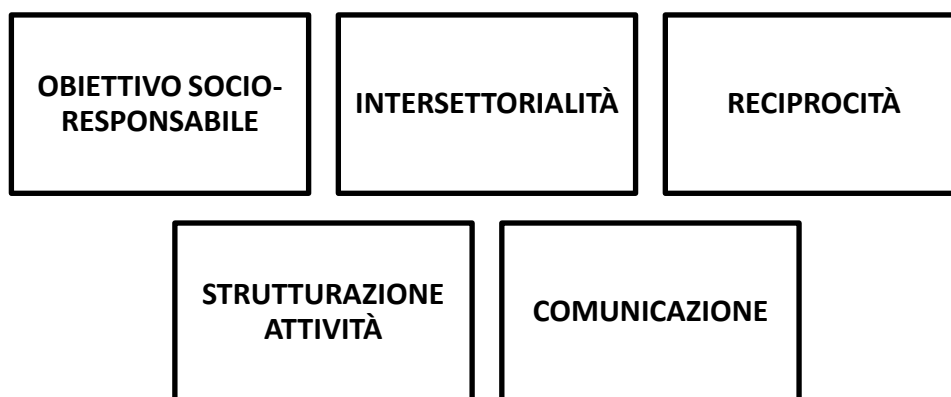 OBIETTIVO SOCIO-
RESPONSABILE
INTERSETTORIALITÀ
RECIPROCITÀ
STRUTTURAZIONE
ATTIVITÀ
COMUNICAZIONE